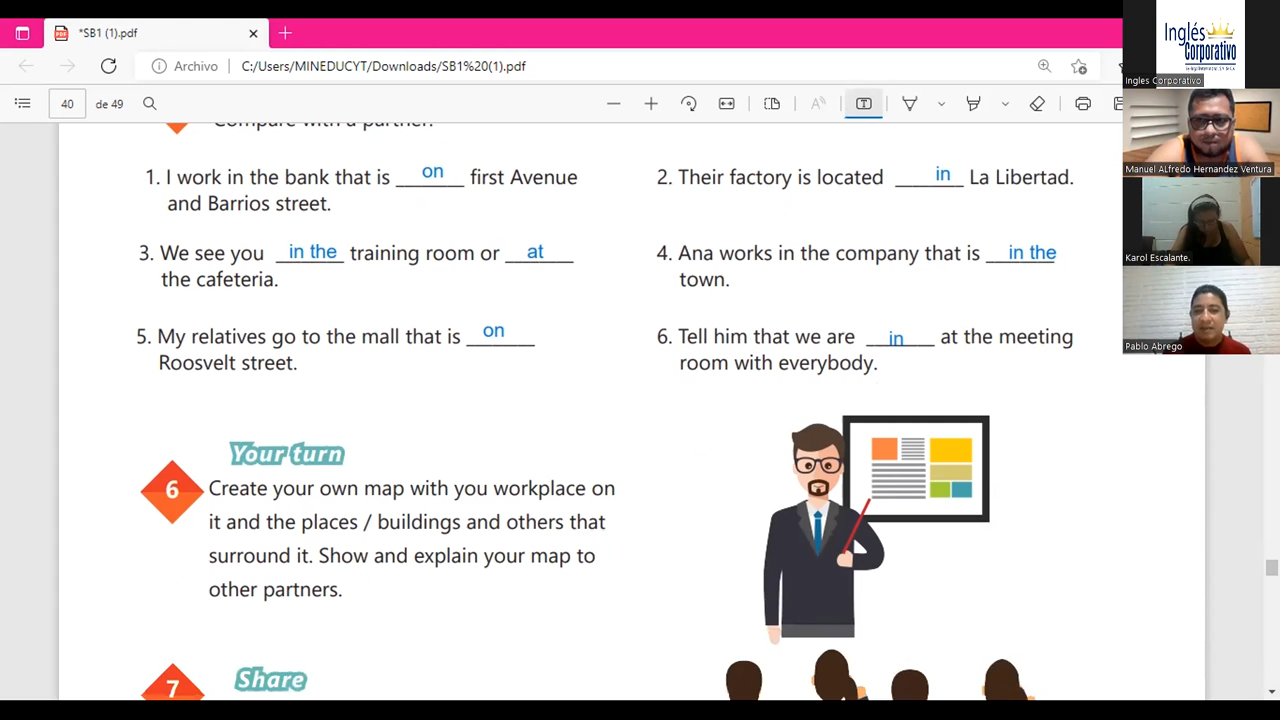 *SB1 (1).pdf
Archivo
C:/Users/MINEDUCYT/Downloads/SB1%20(1).pdf
40 de 49
Compare with a partner.
1. I work in the bank that is on first Avenue
and Barrios street.
2. Their factory is located in La Libertad.
3. We see you in the training room or at
the cafeteria.
4. Ana works in the company that is in the
town.
5. My relatives go to the mall that is on
Roosvelt street.
6. Tell him that we are in at the meeting
room with everybody.
Your turn
6
Create your own map with you workplace on
it and the places / buildings and others that
surround it. Show and explain your map to
other partners.
7
Share
Inglés
Corporativo
Ingles Corporativo
Manuel ALfredo Hernandez Ventura
Karol Escalante.
Pablo Abrego